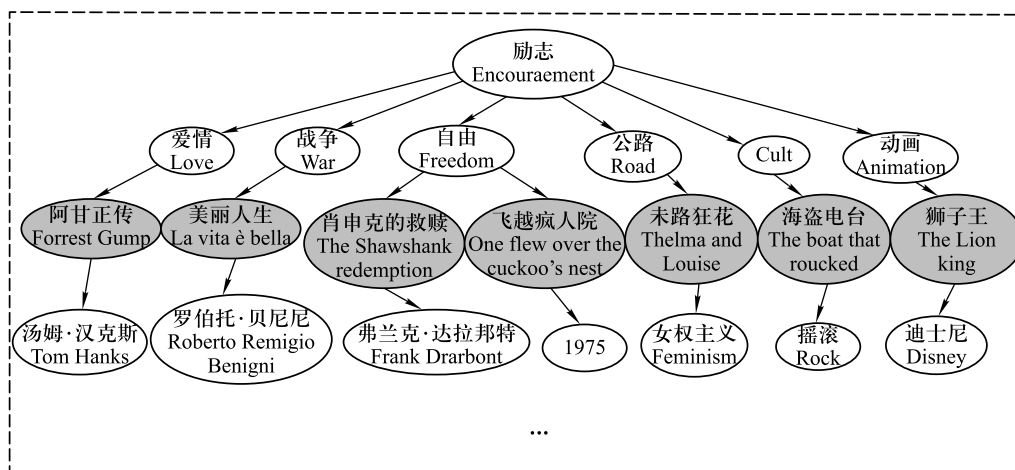 励志
Encouraement
爱情
Love
战争
War
自由
Freedom
公路
Road
Cult
动画
Animation
阿甘正传
Forrest Gump
美丽人生
La vita è bella
肖申克的救赎
The Shawshank
redemption
飞越疯人院
One flew over the
cuckoo's nest
未路狂花
Thelma and
Louise
海盗电台
The boat that
roucked
狮子王
The Lion
king
汤姆·汉克斯
Tom Hanks
罗伯托·贝尼尼
Roberto Remigio
Benigni
弗兰克·达拉邦特
Frank Drarbont
1975
女权主义
Feminism
摇滚
Rock
迪士尼
Disney
...